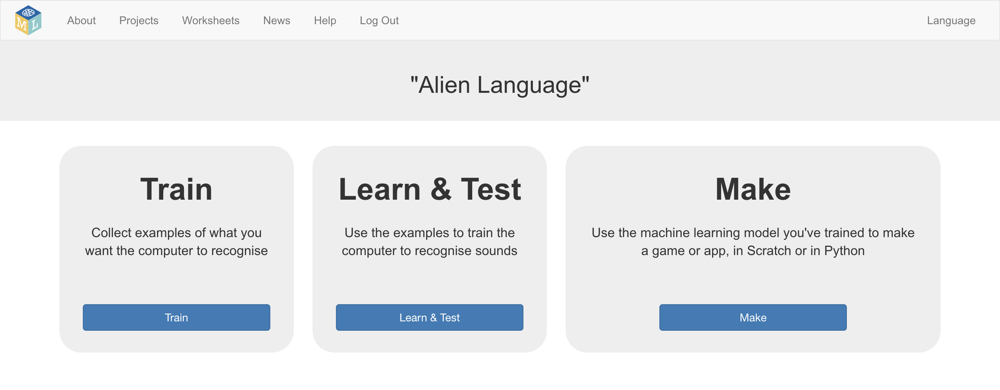 M L
About Projects Worksheets News Help Log Out Language
"Alien Language"
Train
Collect examples of what you
want the computer to recognise
Train
Learn & Test
Use the examples to train the
computer to recognise sounds
Learn & Test
Make
Use the machine learning model you've trained to make
a game or app, in Scratch or in Python
Make